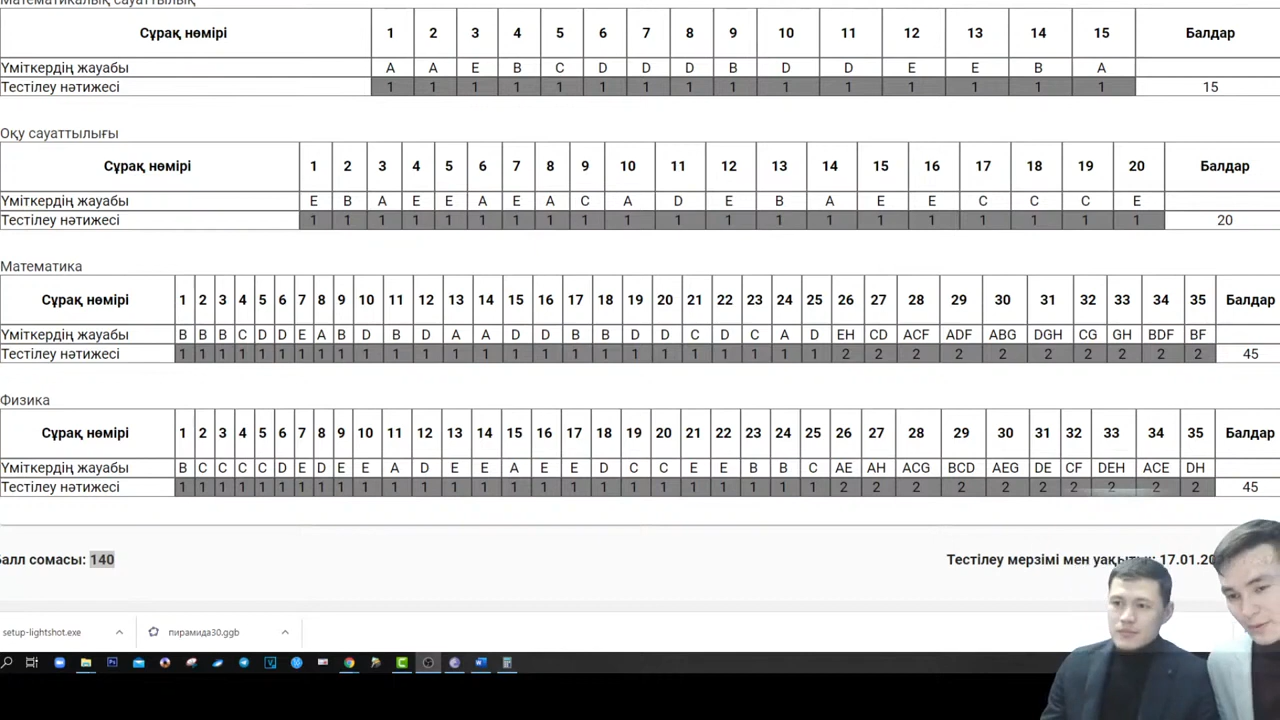 Математикалық сауаттылық
Сұрақ нөмірі 1 2 3 4 5 6 7 8 9 10 11 12 13 14 15 Балдар
Үміткердің жауабы A A E B C D D D B D D E E B A
Тестілеу нәтижесі 1 1 1 1 1 1 1 1 1 1 1 1 1 1 1 15
Оқу сауаттылығы
Сұрақ нөмірі 1 2 3 4 5 6 7 8 9 10 11 12 13 14 15 16 17 18 19 20 Балдар
Үміткердің жауабы E B A E E A E A C A D E B A E E C C C E
Тестілеу нәтижесі 1 1 1 1 1 1 1 1 1 1 1 1 1 1 1 1 1 1 1 1 20
Математика
Сұрақ нөмірі 1 2 3 4 5 6 7 8 9 10 11 12 13 14 15 16 17 18 19 20 21 22 23 24 25 26 27 28 29 30 31 32 33 34 35 Балдар
Үміткердің жауабы B B B C D D E A B D B D A A D D B B D D C D C A D EH CD ACF ADF ABG DGH CG GH BDF BF
Тестілеу нәтижесі 1 1 1 1 1 1 1 1 1 1 1 1 1 1 1 1 1 1 1 1 1 1 1 1 1 2 2 2 2 2 2 2 2 2 2 45
Физика
Сұрақ нөмірі 1 2 3 4 5 6 7 8 9 10 11 12 13 14 15 16 17 18 19 20 21 22 23 24 25 26 27 28 29 30 31 32 33 34 35 Балдар
Үміткердің жауабы B C C C C D E D E E A D E E A E E D C C E E B B C AE AH ACG BCD AEG DE CF DEH ACE DH
Тестілеу нәтижесі 1 1 1 1 1 1 1 1 1 1 1 1 1 1 1 1 1 1 1 1 1 1 1 1 1 2 2 2 2 2 2 2 2 2 2 45
Балл сомасы: 140 Тестілеу мерзімі мен уақыты: 17.01.20
setup-lightshot.exe пирамида30.ggb